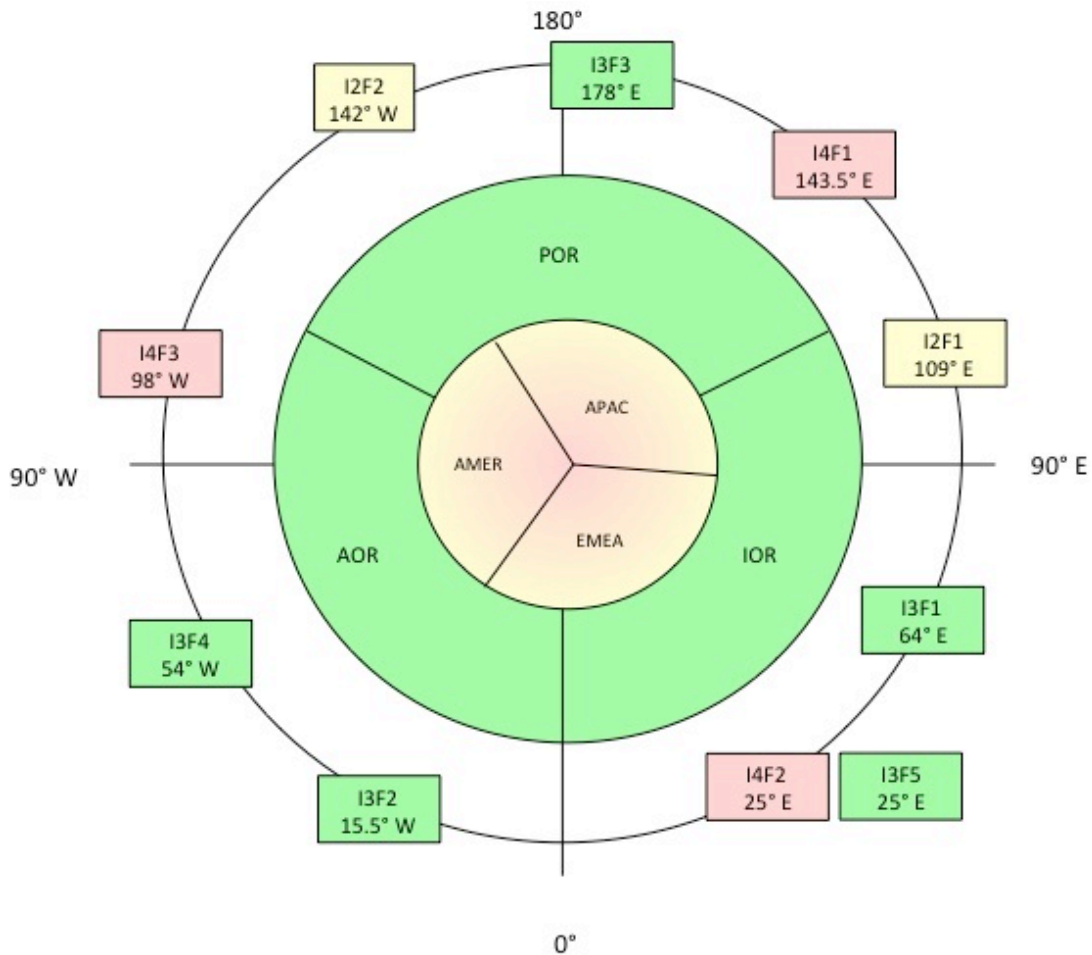 180°
I3F3
178° E
I2F2
142° W
I4F1
143.5° E
POR
I4F3
98° W
I2F1
109° E
APAC
AMER
90° W
90° E
EMEA
AOR
IOR
I3F1
64° E
I3F4
54° W
I4F2
25° E
I3F5
25° E
I3F2
15.5° W
0°